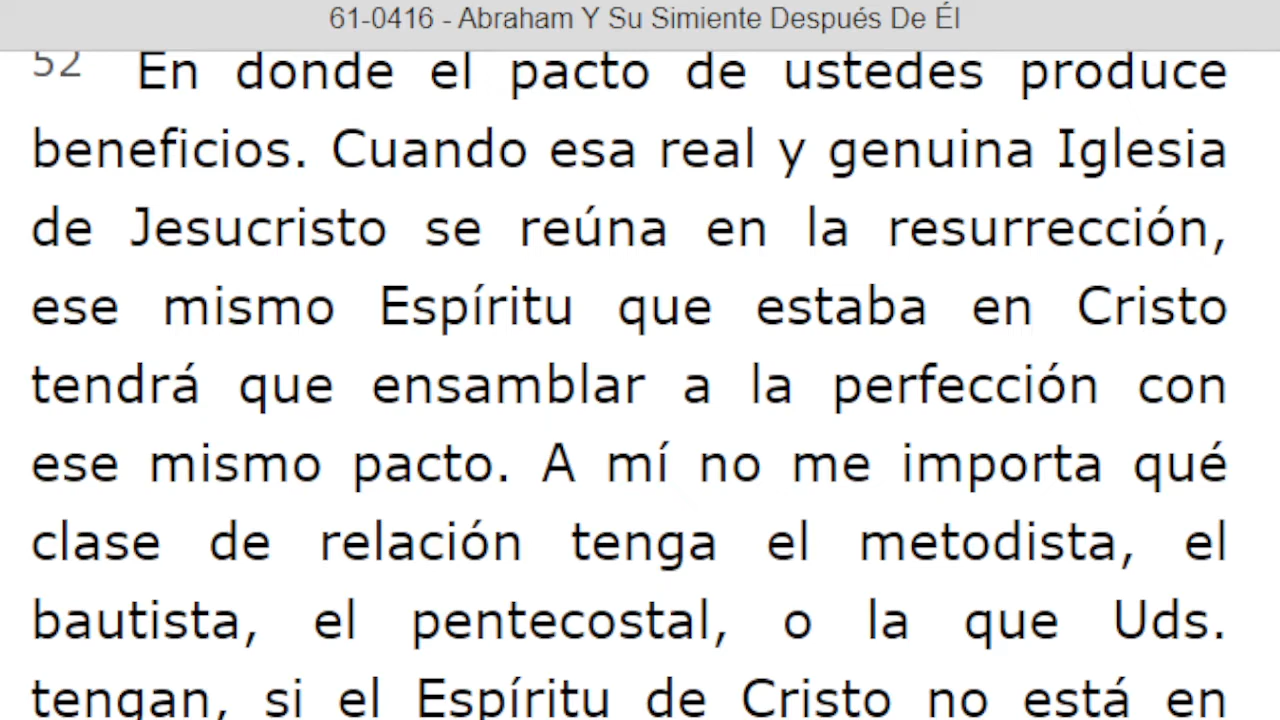 61-0416 - Abraham Y Su Simiente Después De Él
52 En donde el pacto de ustedes produce
beneficios. Cuando esa real y genuina Iglesia
de Jesucristo se reúna en la resurrección,
ese mismo Espíritu que estaba en Cristo
tendrá que ensamblar a la perfección con
ese mismo pacto. A mí no me importa qué
clase de relación tenga el metodista, el
bautista, el pentecostal, o la que Uds.
tengan, si el Espíritu de Cristo no está en